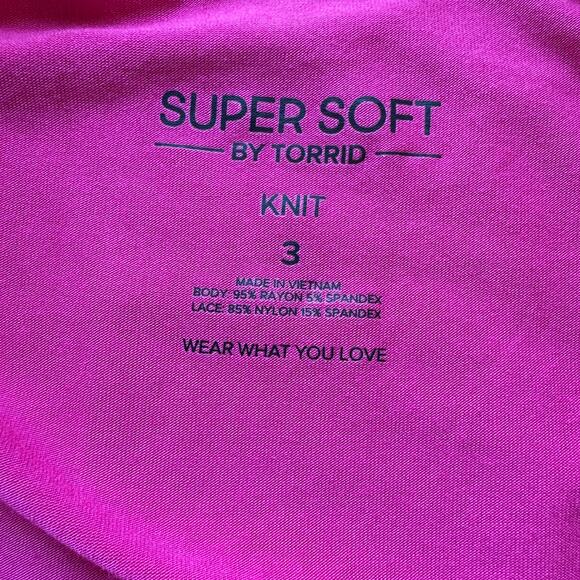 SUPER SOFT
BY TORRID
KNIT
3
MADE IN VIETNAM
BODY: 95% RAYON 5% SPANDEX
LACE: 85% NYLON 15% SPANDEX
WEAR WHAT YOU LOVE